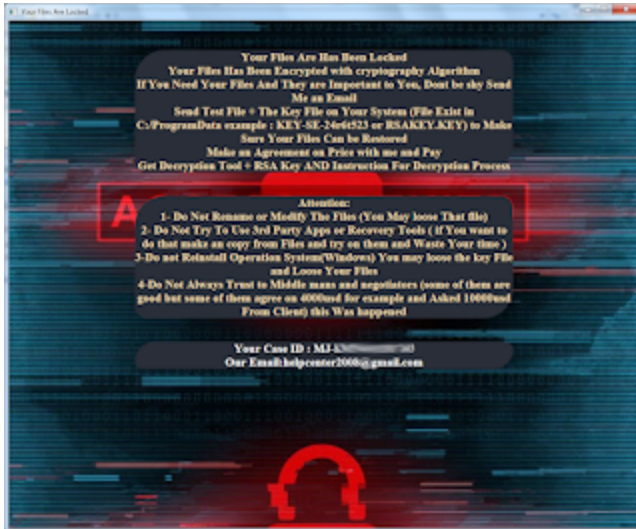 Your Files Are Locked
Your Files Are Has Been Locked
Your Files Has Been Encrypted with cryptography Algorithm
If You Need Your Files And They are Important to You, Dont be shy Send
Me an Email
Send Test File + The Key File on Your System (File Exist in
C:/ProgramData example : KEY-SE-24r6t523 or RSAKEY.KEY) to Make
Sure Your Files Can be Restored
Make an Agreement on Price with me and Pay
Get Decryption Tool + RSA Key AND Instruction For Decryption Process
Attention:
1- Do Not Rename or Modify The Files (You May loose That file)
2- Do Not Try To Use 3rd Party Apps or Recovery Tools ( if You want to
do that make an copy from Files and try on them and Waste Your time )
3-Do not Reinstall Operation System(Windows) You may loose the key File
and Loose Your Files
4-Do Not Always Trust to Middle mans and negotiators (some of them are
good but some of them agree on 4000usd for example and Asked 10000usd
From Client) this Was happened
Your Case ID : MJ-
Our Email:helpcenter2008@gmail.com